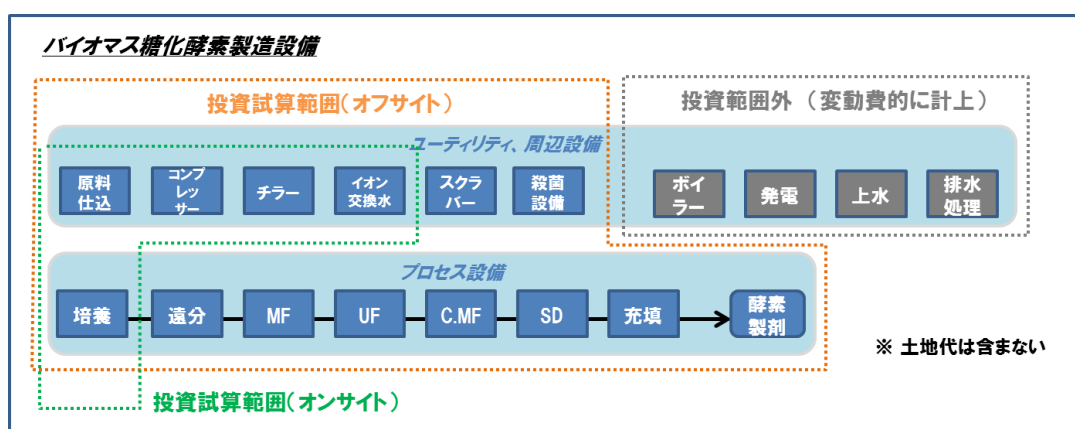 バイオマス糖化酵素製造設備
投資試算範囲(オフサイト)
投資範囲外（変動費的に計上）
ユーティリティ、周辺設備
原料
仕込
コンプ
レッ
サー
チラー
イオン
交換水
スクラ
バー
殺菌
設備
ボイ
ラー
発電
上水
排水
処理
プロセス設備
培養
遠分
MF
UF
C.MF
SD
充填
酵素
製剤
※ 土地代は含まない
投資試算範囲(オンサイト)